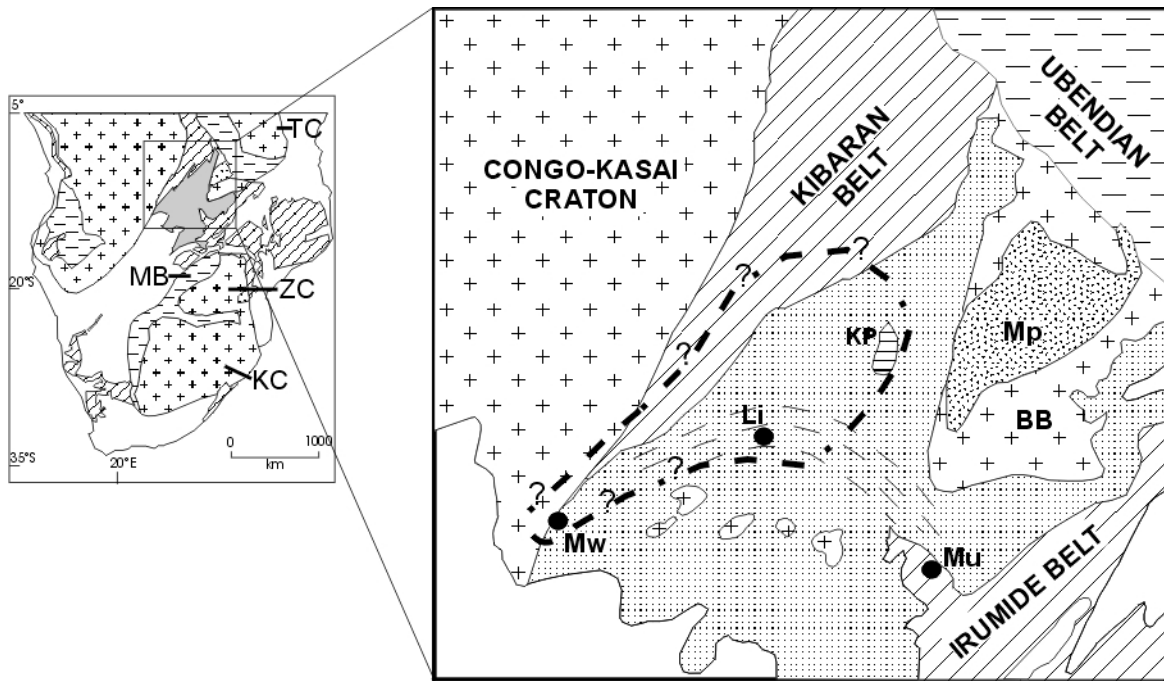 5°
TC
MB
20°S
ZC
KC
0 1000
km
35°S
20°E
CONGO-KASAI
CRATON
KIBARAN
BELT
UBENDIAN
BELT
?
?
?
KP
Mp
Li
BB
?
?
?
Mw
Mu
IRUMIDE BELT